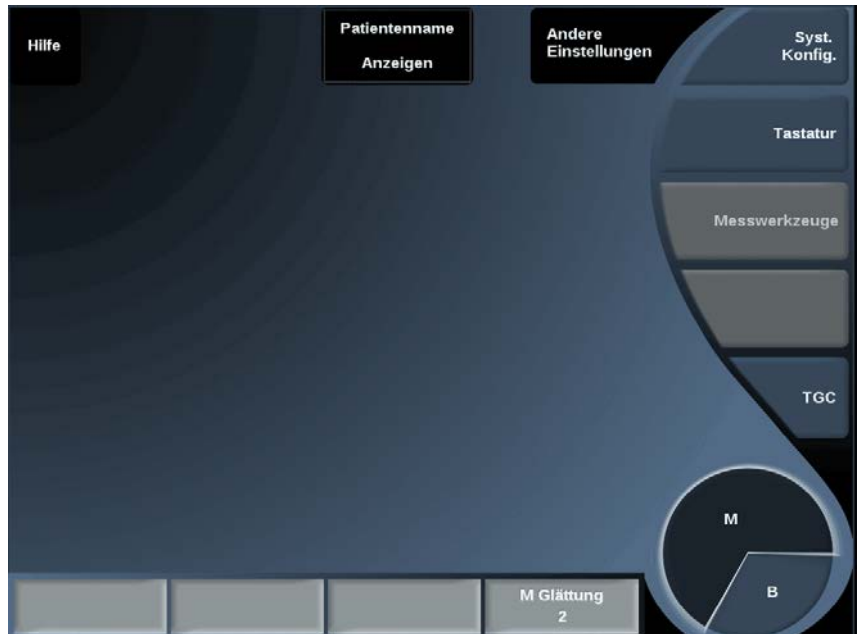 Hilfe
Patientenname
Anzeigen
Andere
Einstellungen
Syst.
Konfig.
Tastatur
Messwerkzeuge
TGC
M
B
M Glättung
2